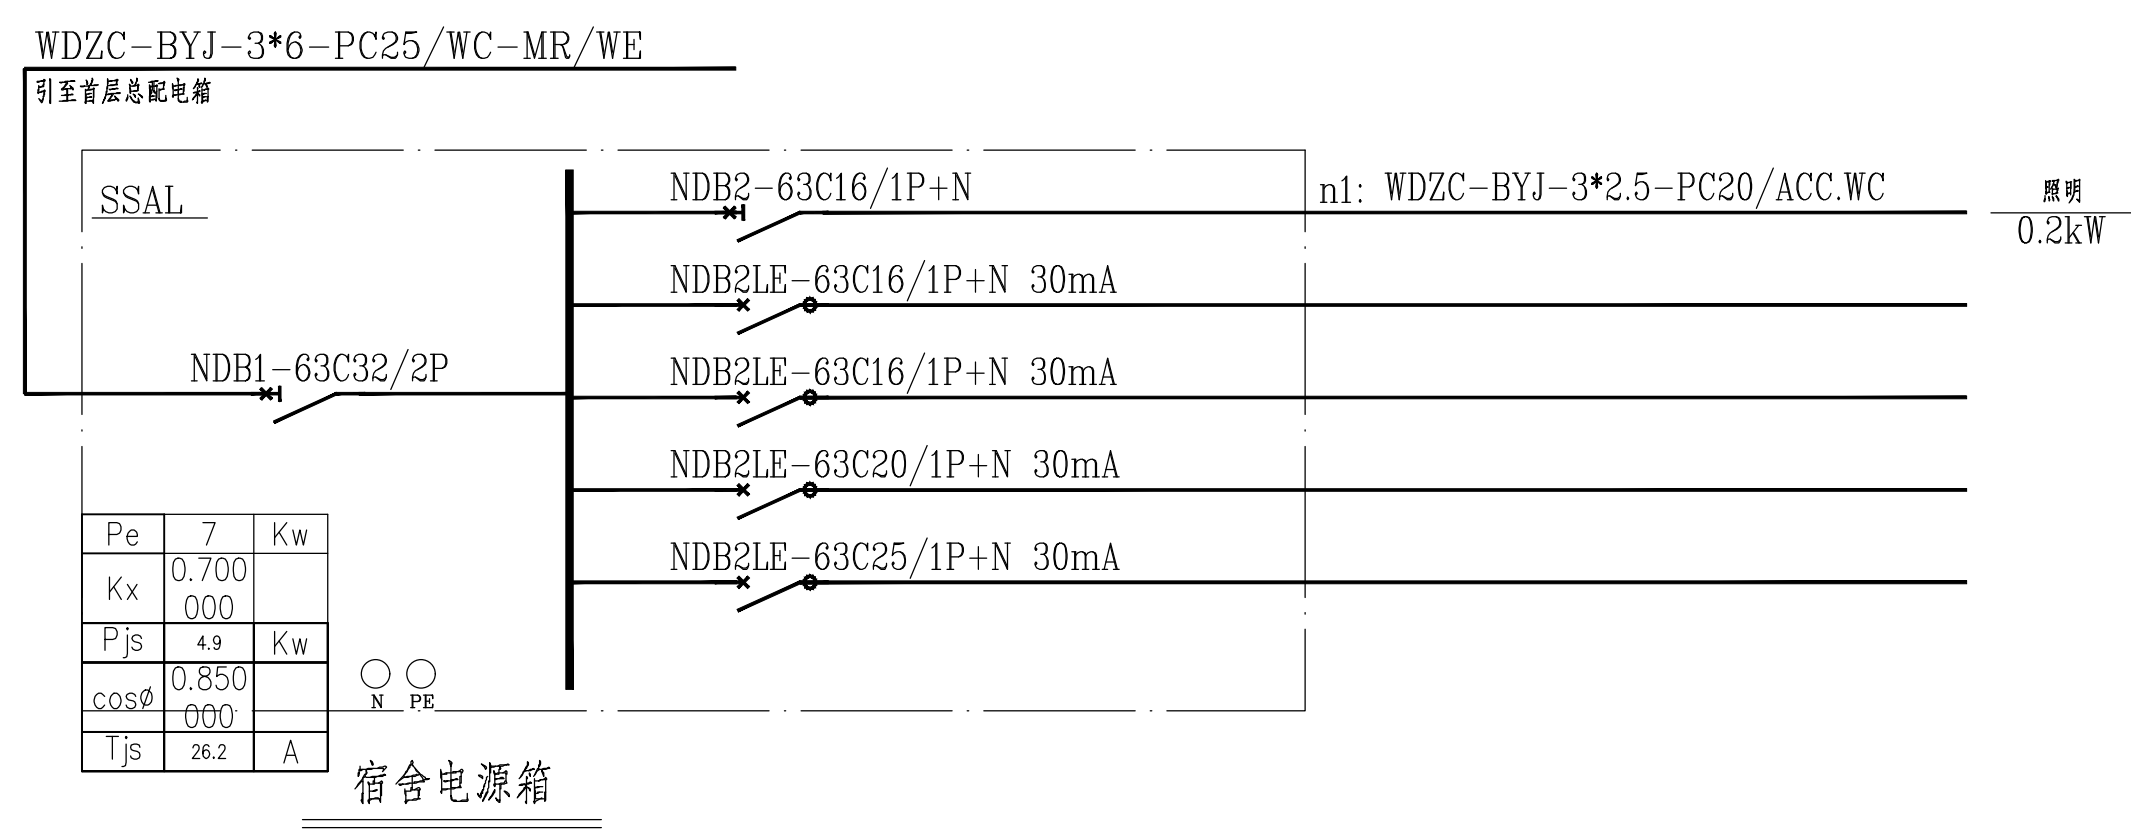 WDZC-BYJ-3*6-PC25/WC-MR/WE
引至首层总配电箱
SSAL
NDB2-63C16/1P+N
n1: WDZC-BYJ-3*2.5-PC20/ACC.WC
照明
0.2kW
NDB2LE-63C16/1P+N 30mA
NDB1-63C32/2P
NDB2LE-63C16/1P+N 30mA
NDB2LE-63C20/1P+N 30mA
NDB2LE-63C25/1P+N 30mA
Pe 7 Kw
Kx 0.700
000
Pjs 4.9 Kw
cosø 0.850
000
Tjs 26.2 A
N PE
宿舍电源箱